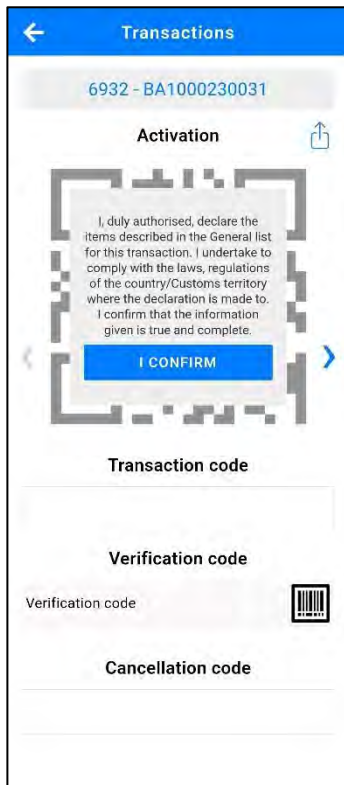 Transactions
6932 - BA1000230031
Activation
I, duly authorised, declare the
items described in the General list
for this transaction. I undertake to
comply with the laws, regulations
of the country/Customs territory
where the declaration is made to.
I confirm that the information
given is true and complete.
I CONFIRM
Transaction code
Verification code
Verification code
Cancellation code